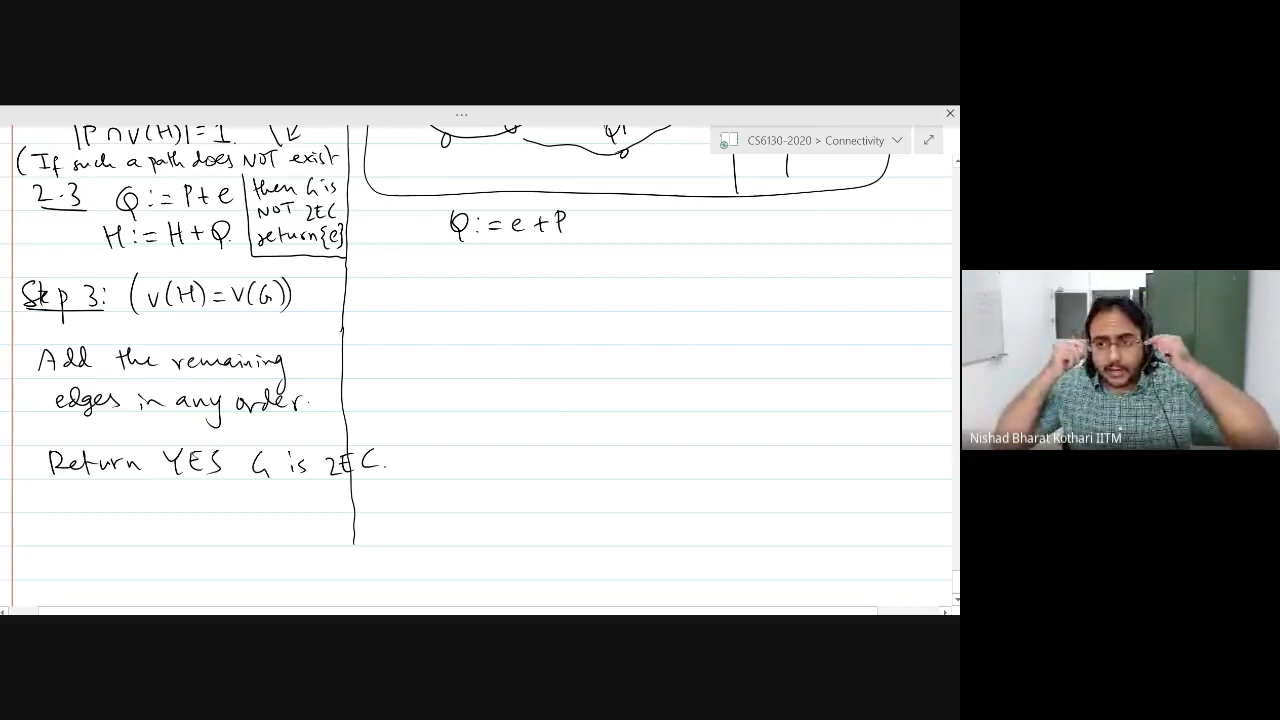 |P ∩ V(H)| = 1.
(If such a path does NOT exist
then G is
NOT 2EC
return {e}
2.3 Q := P + e
H := H + Q.
Step 3: (V(H) = V(G))
Add the remaining
edges in any order.
Return YES G is 2EC.
Q1
Q := e + P
CS6130-2020 > Connectivity
Nishad Bharat Kothari IITM